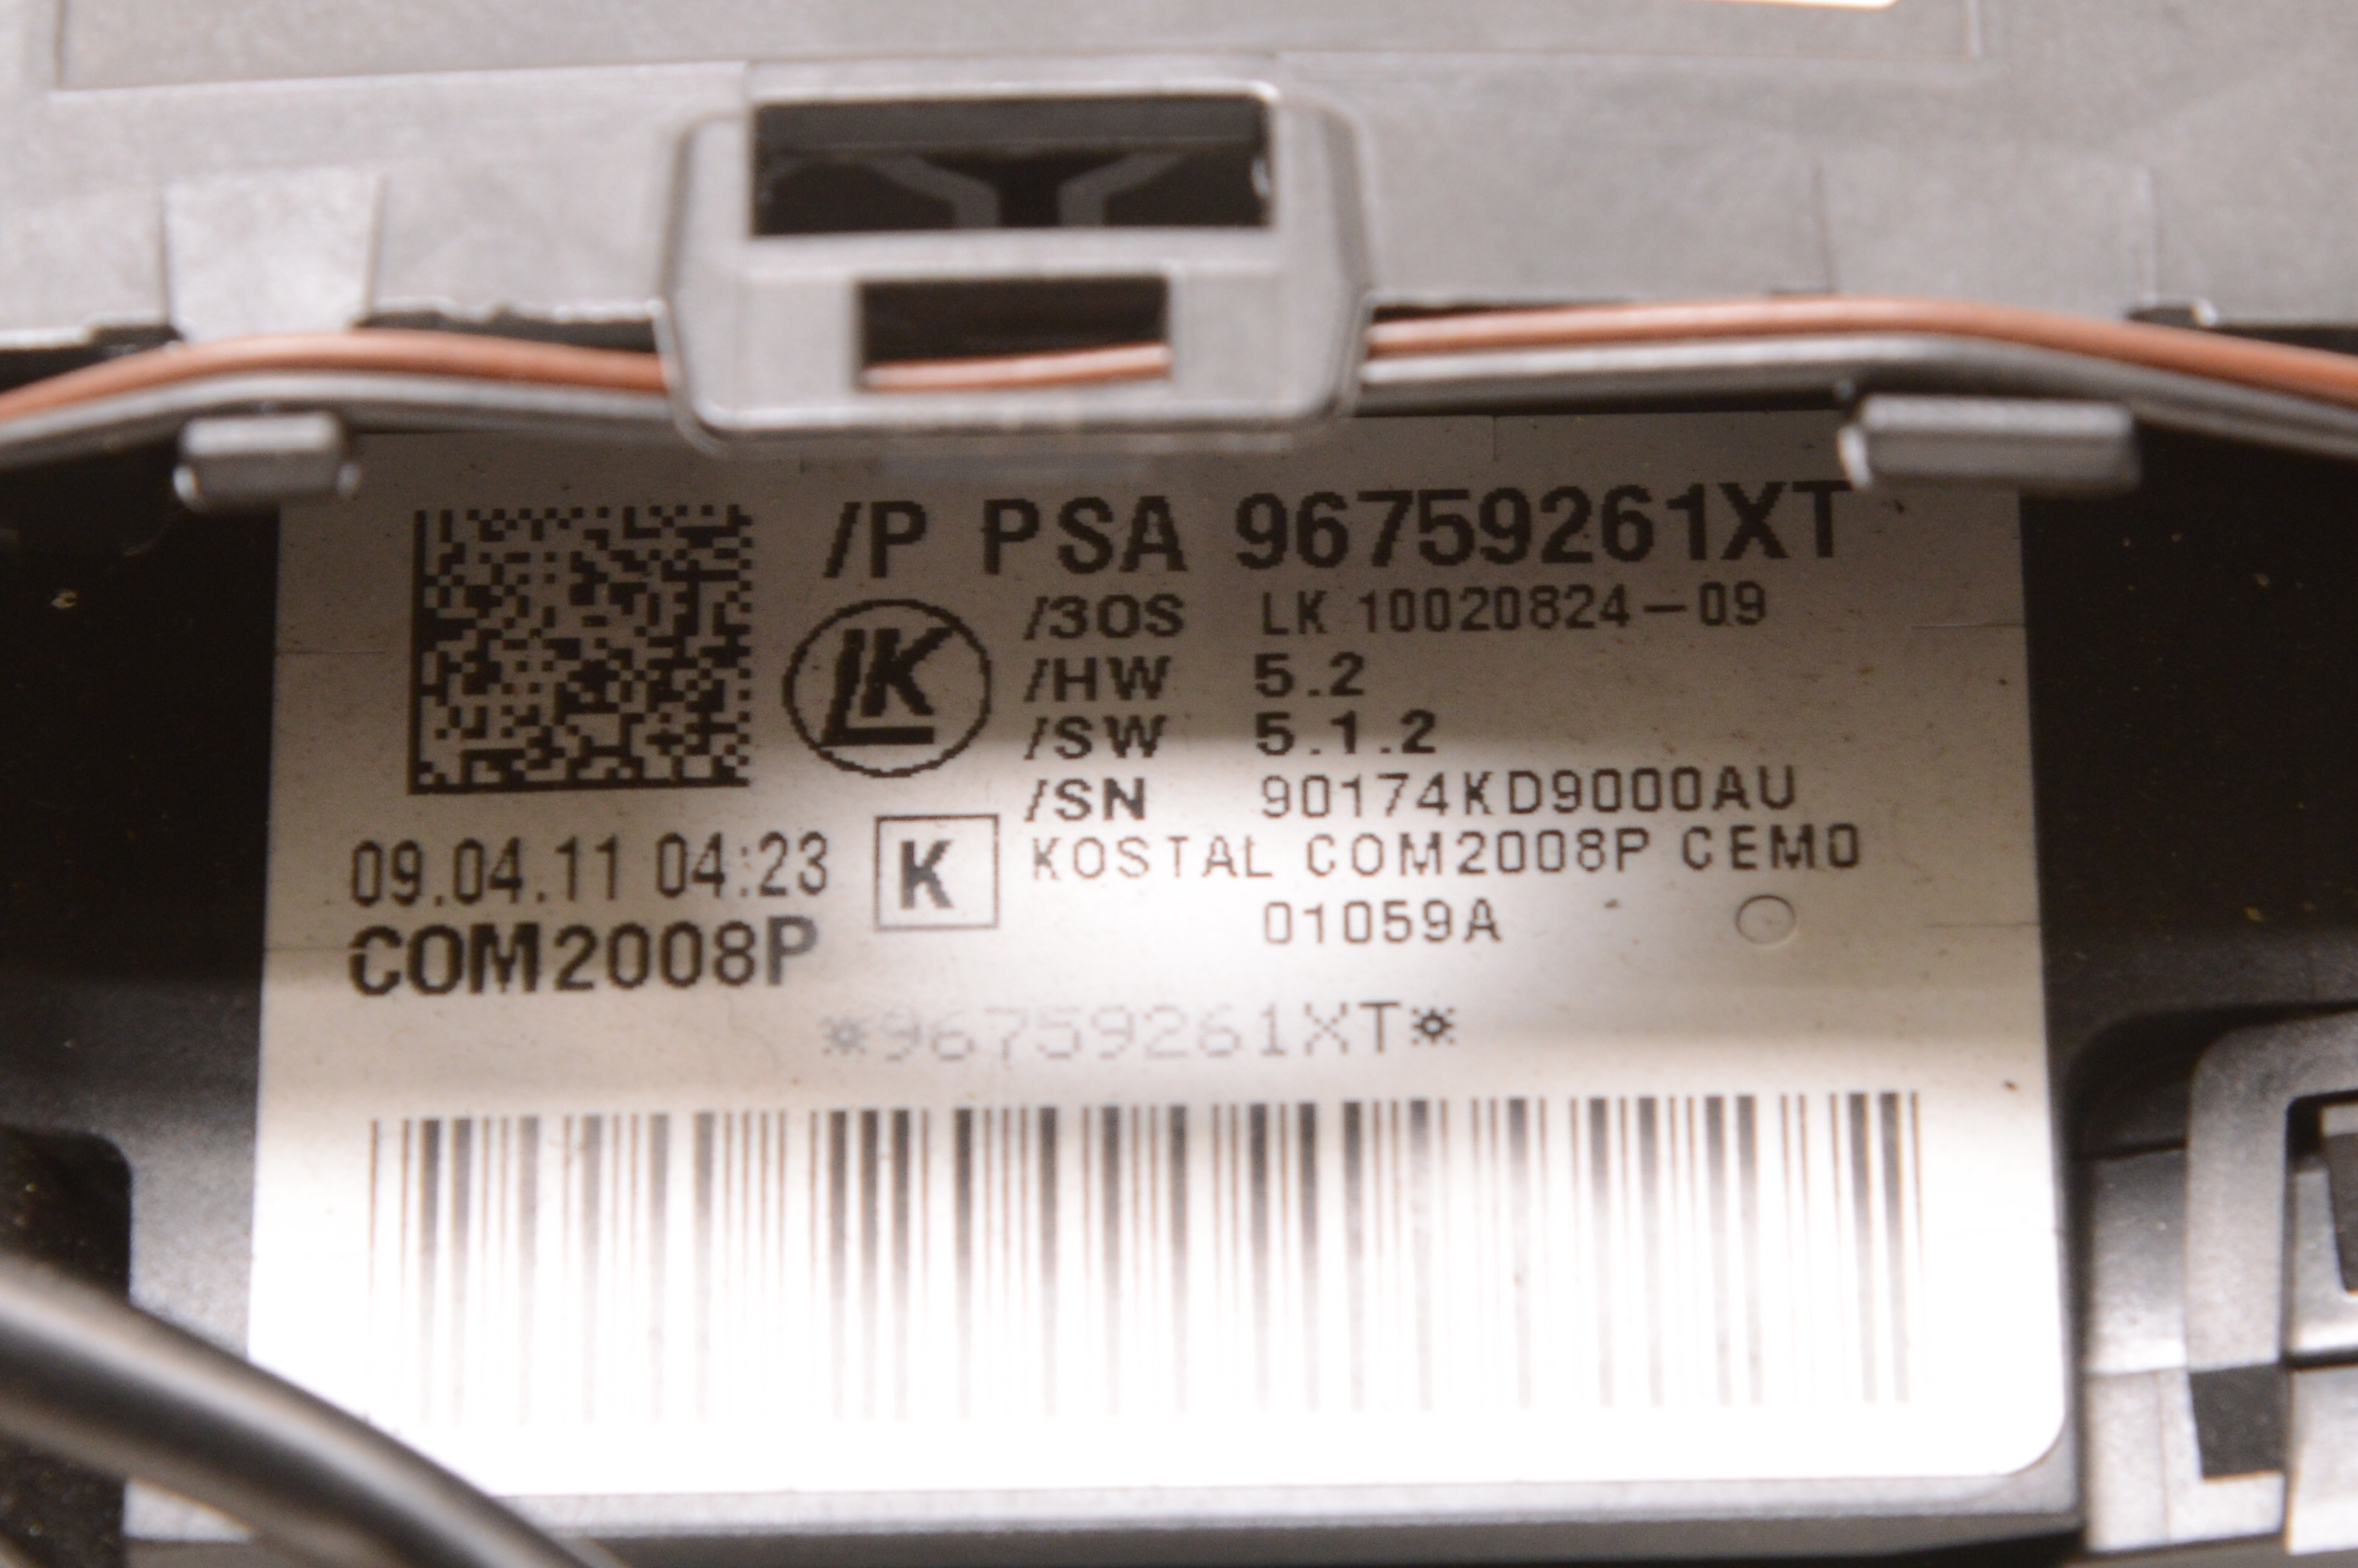 /P PSA 96759261XT
/3OS LK 10020824-09
LK
/HW 5.2
/SW 5.1.2
/SN 90174KD9000AU
09.04.11 04:23 K KOSTAL COM2008P CEM0
01059A
COM2008P
*96759261XT*